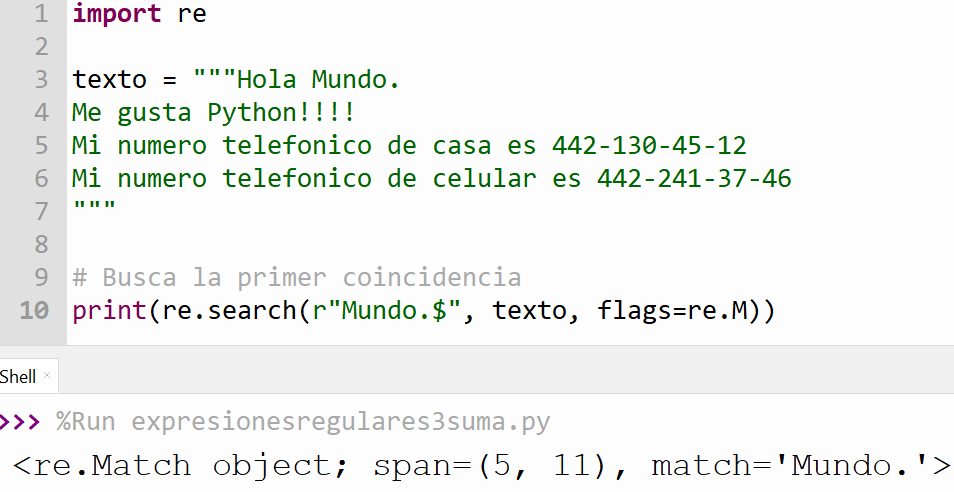 1 import re
2
3 texto = """Hola Mundo.
4 Me gusta Python!!!!
5 Mi numero telefonico de casa es 442-130-45-12
6 Mi numero telefonico de celular es 442-241-37-46
7 """
8
9 # Busca la primer coincidencia
10 print(re.search(r"Mundo.$", texto, flags=re.M))
Shell ×
>>> %Run expresionesregulares3suma.py
<re.Match object; span=(5, 11), match='Mundo.'>